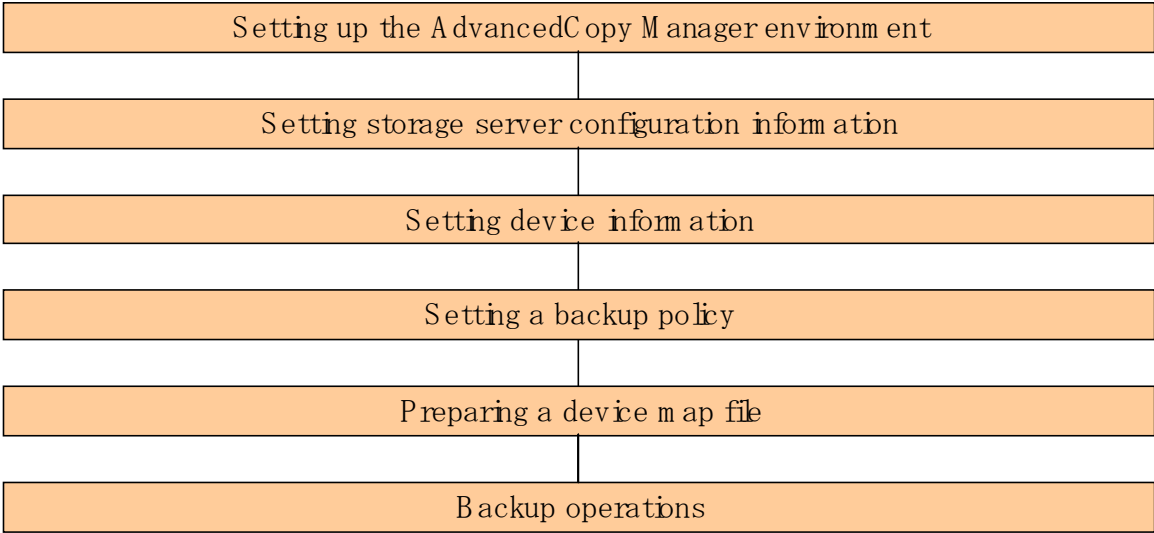 Setting up the AdvancedCopy Manager environment
Setting storage server configuration information
Setting device information
Setting a backup policy
Preparing a device map file
Backup operations